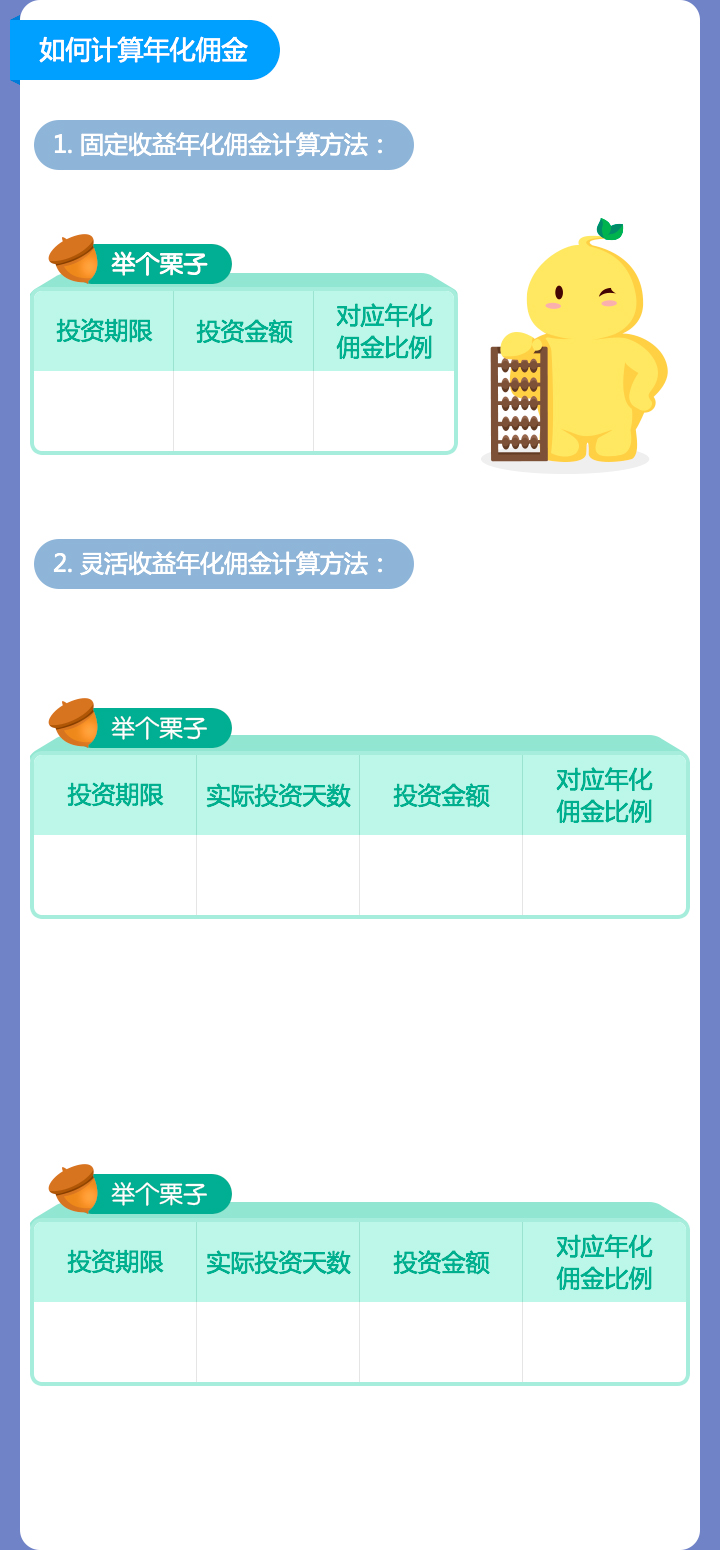 如何计算年化佣金
1. 固定收益年化佣金计算方法：
举个栗子
投资期限 投资金额 对应年化
佣金比例
2. 灵活收益年化佣金计算方法：
举个栗子
投资期限 实际投资天数 投资金额 对应年化
佣金比例
举个栗子
投资期限 实际投资天数 投资金额 对应年化
佣金比例